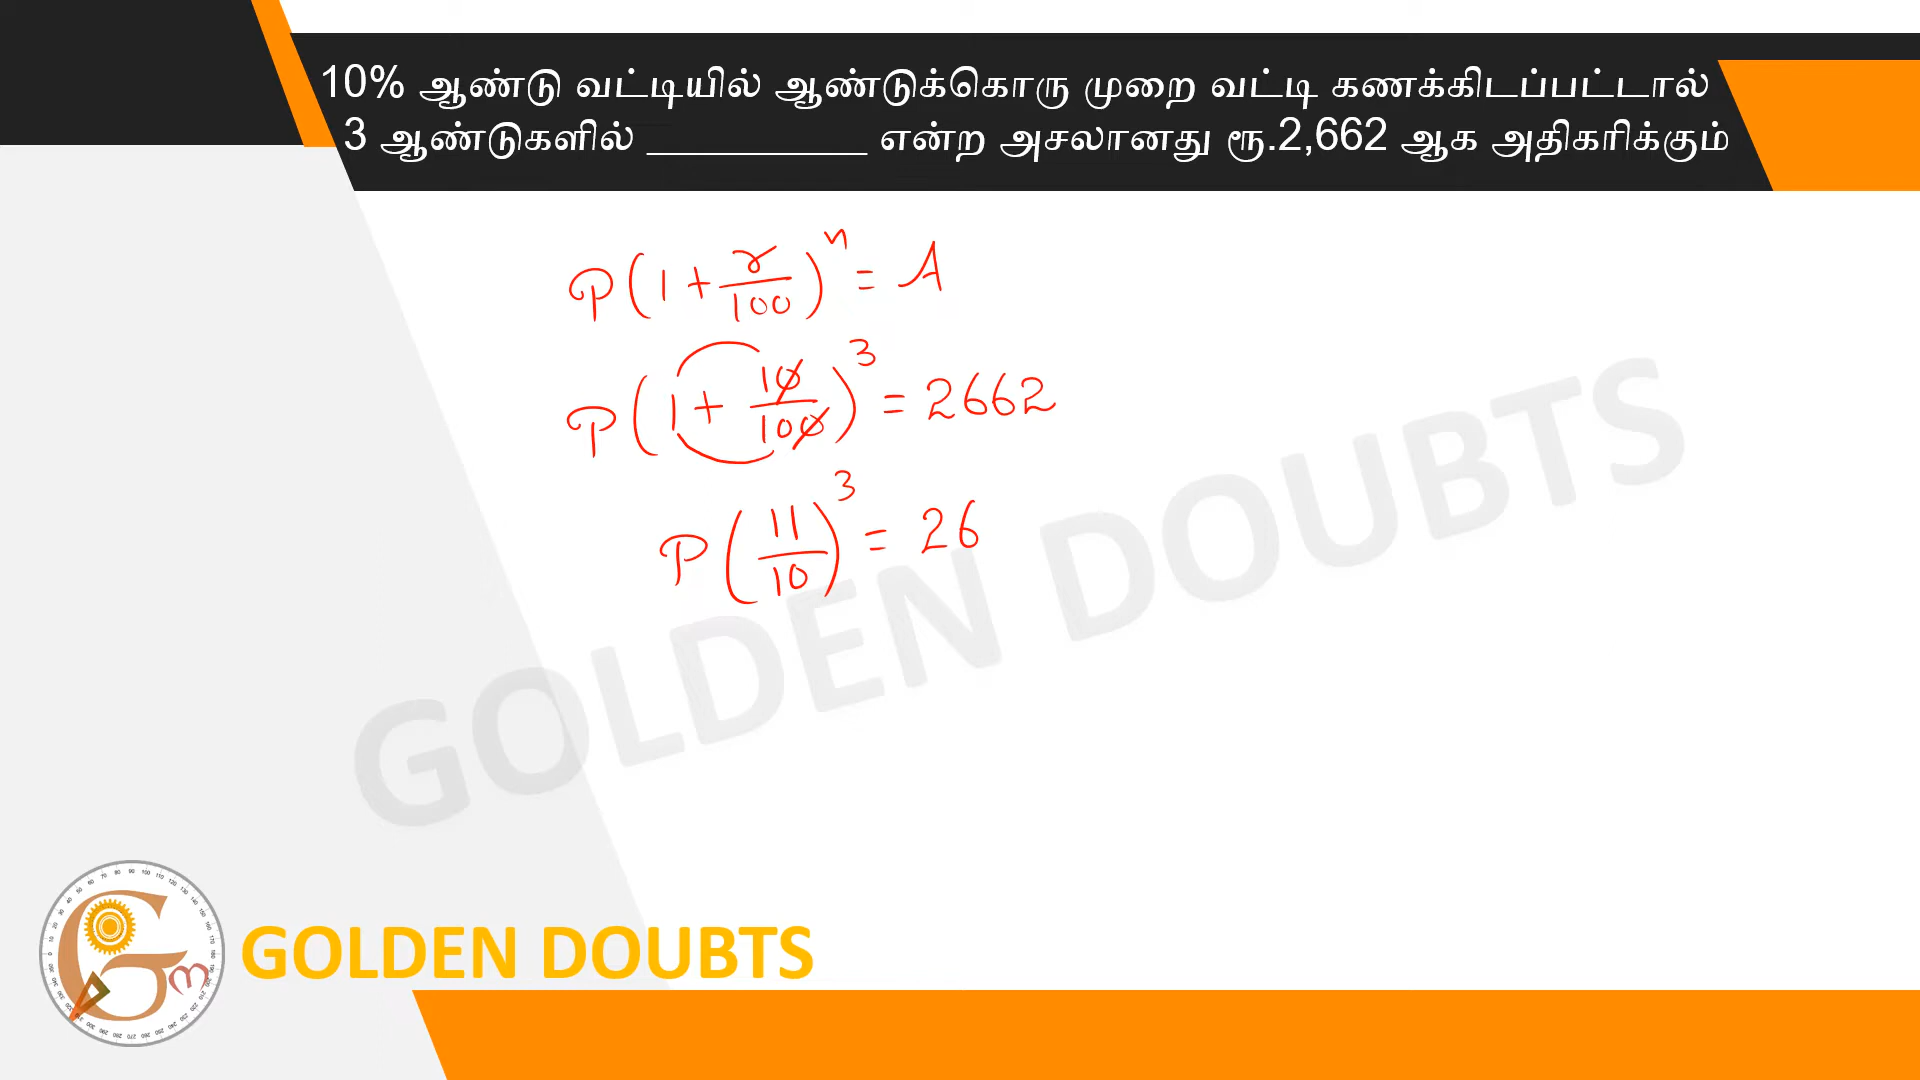 10% ஆண்டு வட்டியில் ஆண்டுக்கொரு முறை வட்டி கணக்கிடப்பட்டால்
3 ஆண்டுகளில் __________ என்ற அசலானது ரூ.2,662 ஆக அதிகரிக்கும்
P(1+r/100)^n = A
P(1+10/100)^3 = 2662
P(11/10)^3 = 26
GOLDEN DOUBTS
GOLDEN DOUBTS